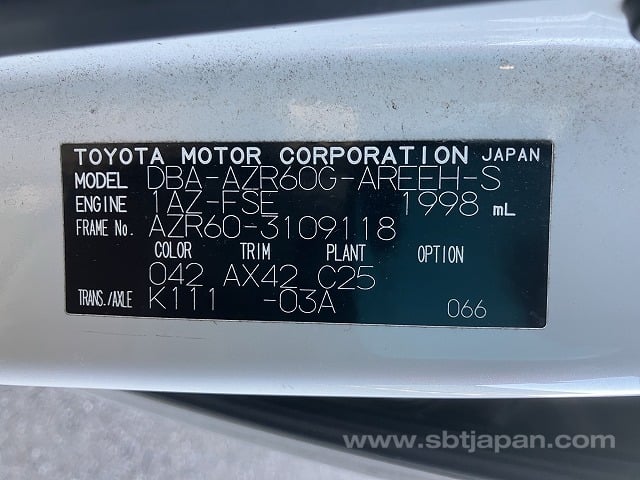 TOYOTA MOTOR CORPORATION JAPAN
MODEL DBA-AZR60G-AREEH-S
ENGINE 1AZ-FSE 1998 mL
FRAME No. AZR60-3109118
COLOR TRIM PLANT OPTION
042 AX42 C25
TRANS./AXLE K111 -03A 066
www.sbtjapan.com